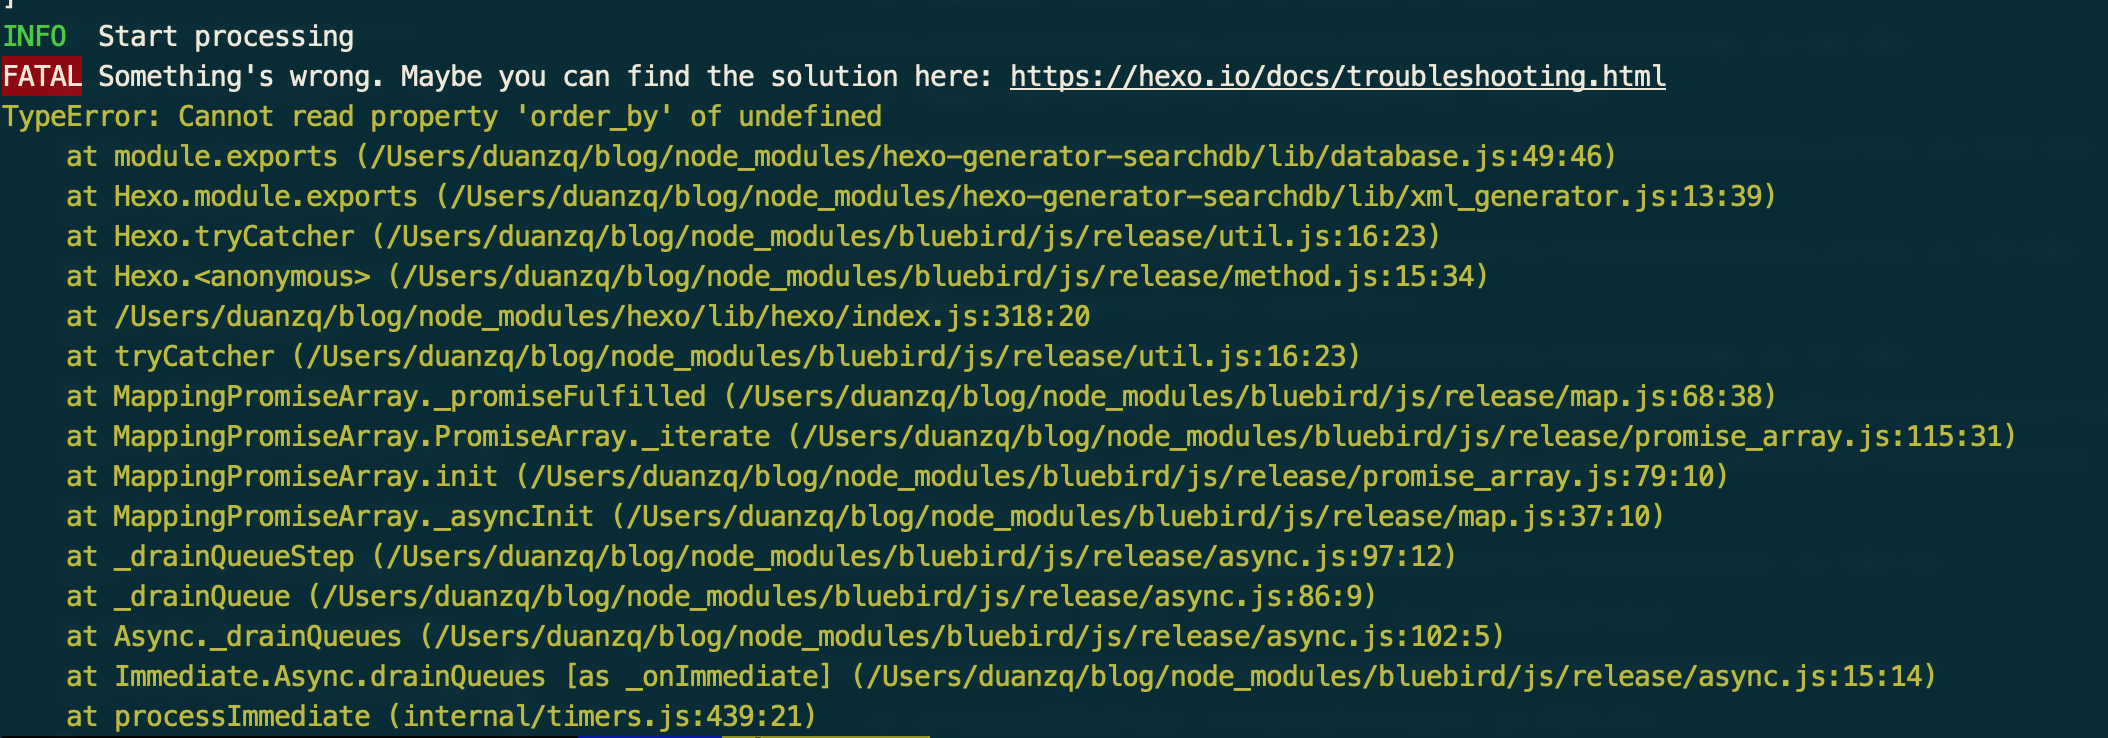 ]
INFO  Start processing
FATAL Something's wrong. Maybe you can find the solution here: https://hexo.io/docs/troubleshooting.html
TypeError: Cannot read property 'order_by' of undefined
    at module.exports (/Users/duanzq/blog/node_modules/hexo-generator-searchdb/lib/database.js:49:46)
    at Hexo.module.exports (/Users/duanzq/blog/node_modules/hexo-generator-searchdb/lib/xml_generator.js:13:39)
    at Hexo.tryCatcher (/Users/duanzq/blog/node_modules/bluebird/js/release/util.js:16:23)
    at Hexo.<anonymous> (/Users/duanzq/blog/node_modules/bluebird/js/release/method.js:15:34)
    at /Users/duanzq/blog/node_modules/hexo/lib/hexo/index.js:318:20
    at tryCatcher (/Users/duanzq/blog/node_modules/bluebird/js/release/util.js:16:23)
    at MappingPromiseArray._promiseFulfilled (/Users/duanzq/blog/node_modules/bluebird/js/release/map.js:68:38)
    at MappingPromiseArray.PromiseArray._iterate (/Users/duanzq/blog/node_modules/bluebird/js/release/promise_array.js:115:31)
    at MappingPromiseArray.init (/Users/duanzq/blog/node_modules/bluebird/js/release/promise_array.js:79:10)
    at MappingPromiseArray._asyncInit (/Users/duanzq/blog/node_modules/bluebird/js/release/map.js:37:10)
    at _drainQueueStep (/Users/duanzq/blog/node_modules/bluebird/js/release/async.js:97:12)
    at _drainQueue (/Users/duanzq/blog/node_modules/bluebird/js/release/async.js:86:9)
    at Async._drainQueues (/Users/duanzq/blog/node_modules/bluebird/js/release/async.js:102:5)
    at Immediate.Async.drainQueues [as _onImmediate] (/Users/duanzq/blog/node_modules/bluebird/js/release/async.js:15:14)
    at processImmediate (internal/timers.js:439:21)